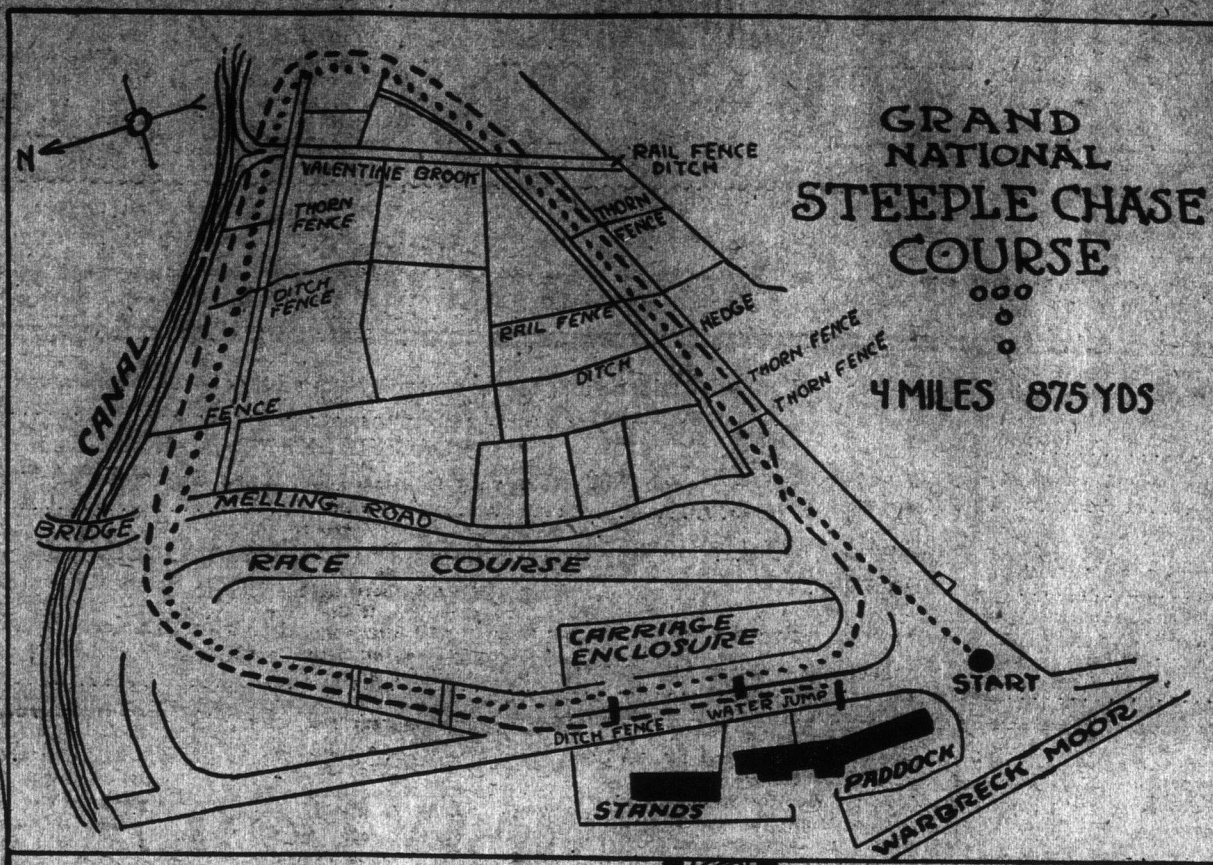 GRAND
NATIONAL
STEEPLE CHASE
COURSE
4 MILES 875 YDS
N
RAIL FENCE
DITCH
VALENTINE BROOK
THORN
FENCE
THORN
FENCE
DITCH
FENCE
RAIL FENCE
HEDGE
THORN FENCE
THORN FENCE
DITCH
CANAL
FENCE
MELLING ROAD
BRIDGE
RACE COURSE
CARRIAGE
ENCLOSURE
START
WATER JUMP
DITCH FENCE
PADDOCK
STANDS
WARBRECK MOOR